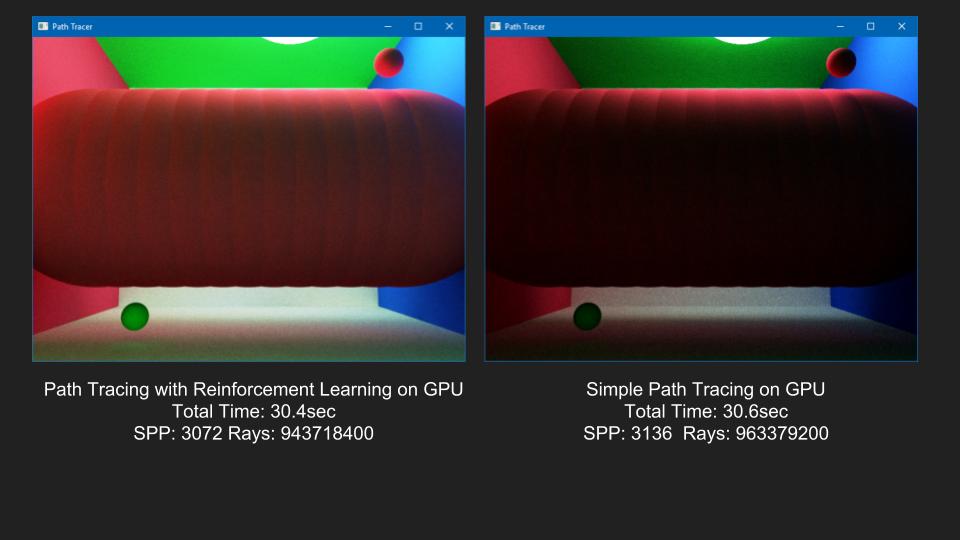 Path Tracer
Path Tracer
Path Tracing with Reinforcement Learning on GPU
Total Time: 30.4sec
SPP: 3072 Rays: 943718400
Simple Path Tracing on GPU
Total Time: 30.6sec
SPP: 3136  Rays: 963379200